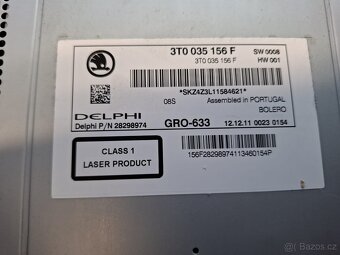 3T0 035 156 F SW 0008
3T0 035 156 F HW 001
*SKZ4Z3L11584621*
08S Assembled in PORTUGAL
BOLERO
DELPHI
Delphi P/N 28298974
GRO-633 12.12.11 0023 0154
CLASS 1
LASER PRODUCT
156F28298974113460154P
Bazoš.cz